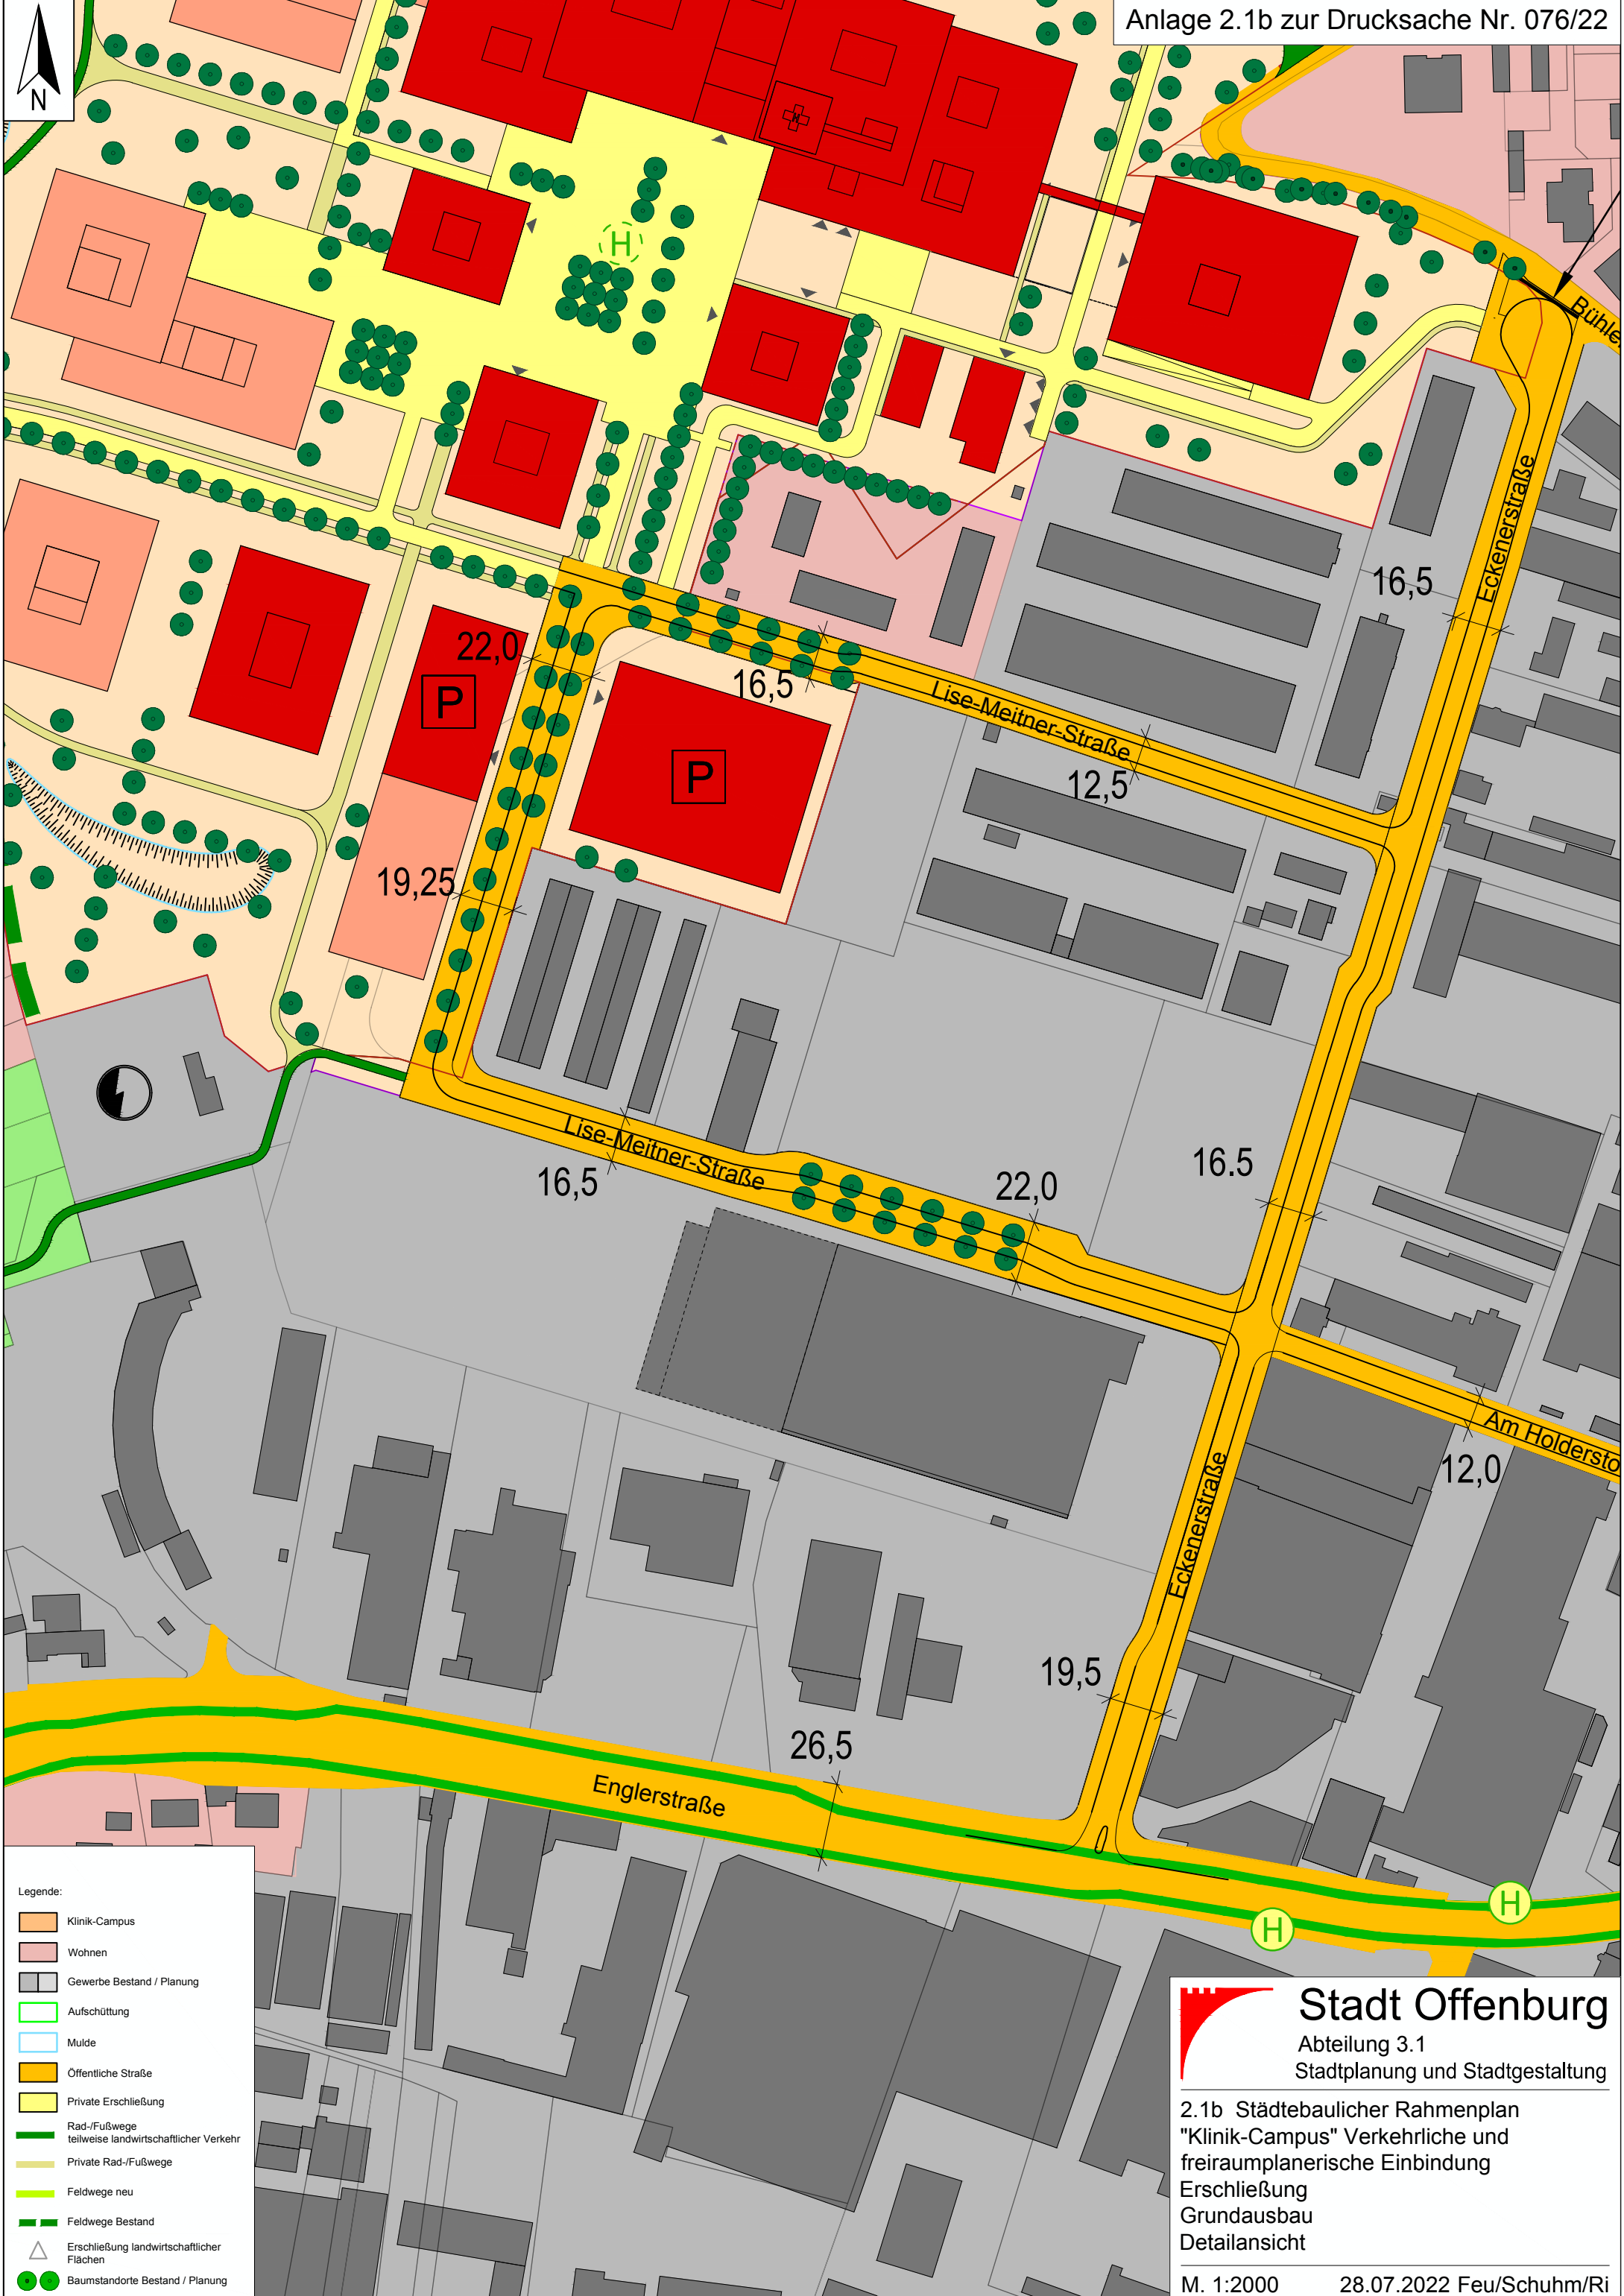 Anlage 2.1b zur Drucksache Nr. 076/22
N
H
H
Eckenerstraße
16,5
22,0
P
16,5
P
Lise-Meitner-Straße
12,5
19,25
Lise-Meitner-Straße
16,5
22,0
16.5
Am Holdersto
12,0
Eckenerstraße
19,5
26,5
Englerstraße
H
H
Legende:
Klinik-Campus
Wohnen
Gewerbe Bestand / Planung
Aufschüttung
Mulde
Öffentliche Straße
Private Erschließung
Rad-/Fußwege
teilweise landwirtschaftlicher Verkehr
Private Rad-/Fußwege
Feldwege neu
Feldwege Bestand
Erschließung landwirtschaftlicher
Flächen
Baumstandorte Bestand / Planung
Stadt Offenburg
Abteilung 3.1
Stadtplanung und Stadtgestaltung
2.1b Städtebaulicher Rahmenplan
"Klinik-Campus" Verkehrliche und
freiraumplanerische Einbindung
Erschließung
Grundausbau
Detailansicht
M. 1:2000 28.07.2022 Feu/Schuhm/Ri